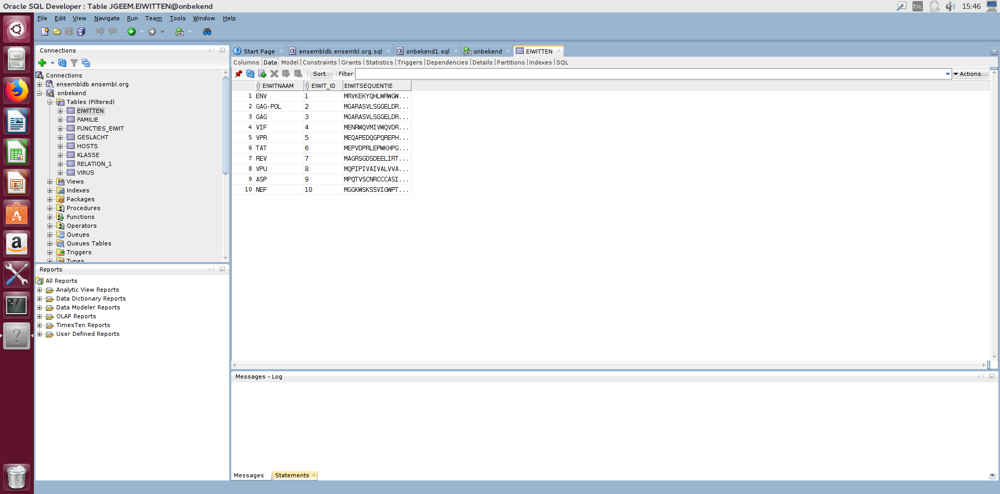 Oracle SQL Developer : Table JGEEM.EIWITTEN@onbekend
En1
15:46
File Edit View Navigate Run Team Tools Window Help
Connections
Connections
ensembldb.ensembl.org
onbekend
Tables (Filtered)
EIWITTEN
FAMILIE
FUNCTIES_EIWIT
GESLACHT
HOSTS
KLASSE
RELATION_1
VIRUS
Views
Indexes
Packages
Procedures
Functions
Operators
Queues
Queues Tables
Triggers
Types
Reports
All Reports
Analytic View Reports
Data Dictionary Reports
Data Modeler Reports
OLAP Reports
TimesTen Reports
User Defined Reports
Start Page ensembldb.ensembl.org.sql onbekend1.sql onbekend EIWITTEN
Columns Data Model Constraints Grants Statistics Triggers Dependencies Details Partitions Indexes SQL
Sort.. Filter: Actions...
EIWITNAAM EIWIT_ID EIWITSEQUENTIE
1 ENV 1 MRVKEKYQHLWRWGW...
2 GAG-POL 2 MGARASVLSGGELDR...
3 GAG 3 MGARASVLSGGELDR...
4 VIF 4 MENRWQVMIVWQVDR...
5 VPR 5 MEQAPEDQGPQREPH...
6 TAT 6 MEPVDPRLEPWKHPG...
7 REV 7 MAGRSGDSDEELIRT...
8 VPU 8 MQPIPIVAIVALVVA...
9 ASP 9 MPQTVSCNRCCCASI...
10 NEF 10 MGGKWSKSSVIGWPT...
Messages - Log
Messages Statements